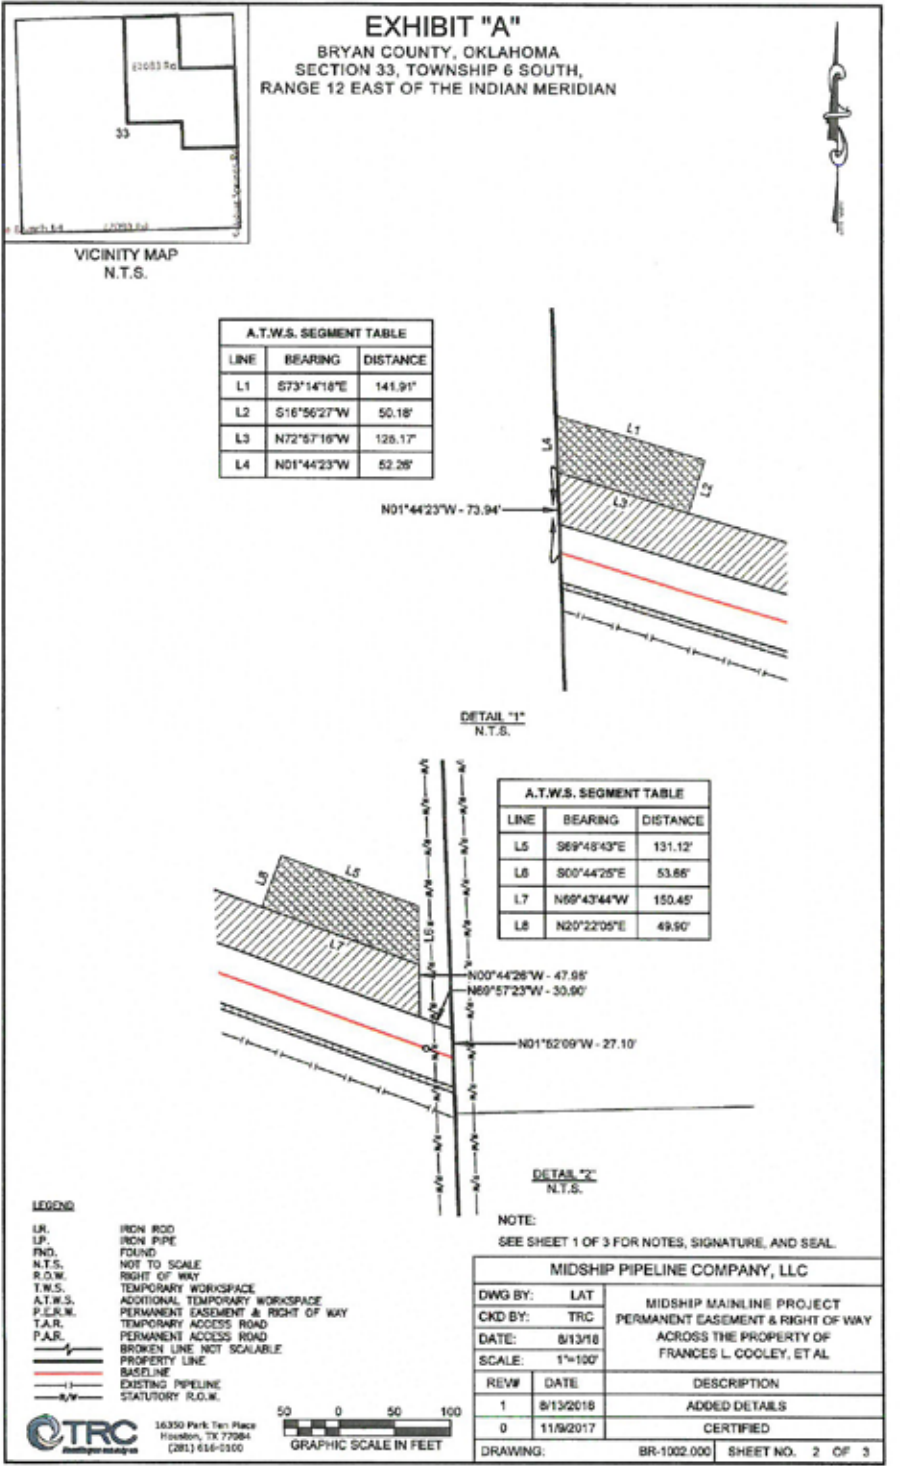 EXHIBIT "A"
BRYAN COUNTY, OKLAHOMA
SECTION 33, TOWNSHIP 6 SOUTH,
RANGE 12 EAST OF THE INDIAN MERIDIAN
33
VICINITY MAP
N.T.S.
A.T.W.S. SEGMENT TABLE
LINE BEARING DISTANCE
L1 S73°14'18"E 141.91'
L2 S16°56'27"W 50.18'
L3 N72°57'16"W
L4 N01°44'23"W 52.26'
L1
L4
L2
L3
N01°44'23"W - 73.94'
DETAIL "1"
N.T.S.
A.T.W.S. SEGMENT TABLE
LINE BEARING DISTANCE
L5 S69°48'43"E 131.12'
L6 S00°44'26"E 53.66'
L7 N69°43'44"W 150.45'
L8 N20°22'05"E 49.90'
L8
L5
L6
L7
N00°44'26"W - 47.98'
N69°57'23"W - 30.90'
N01°52'09"W - 27.10'
DETAIL "2"
N.T.S.
LEGEND
I.R. IRON ROD
I.P. IRON PIPE
FND. FOUND
N.T.S. NOT TO SCALE
R.O.W. RIGHT OF WAY
T.W.S. TEMPORARY WORKSPACE
A.T.W.S. ADDITIONAL TEMPORARY WORKSPACE
P.E.R.W. PERMANENT EASEMENT & RIGHT OF WAY
T.A.R. TEMPORARY ACCESS ROAD
P.A.R. PERMANENT ACCESS ROAD
BROKEN LINE NOT SCALABLE
PROPERTY LINE
BASELINE
EXISTING PIPELINE
STATUTORY R.O.W.
TRC
16350 Park Ten Place
Houston, TX 77084
(281) 616-0100
50 0 50 100
GRAPHIC SCALE IN FEET
NOTE:
SEE SHEET 1 OF 3 FOR NOTES, SIGNATURE, AND SEAL.
MIDSHIP PIPELINE COMPANY, LLC
DWG BY: LAT
CKD BY: TRC
DATE: 8/13/18
SCALE: 1"=100'
MIDSHIP MAINLINE PROJECT
PERMANENT EASEMENT & RIGHT OF WAY
ACROSS THE PROPERTY OF
FRANCES L. COOLEY, ET AL
REV# DATE DESCRIPTION
1 8/13/2018 ADDED DETAILS
0 11/9/2017 CERTIFIED
DRAWING: BR-1002.000 SHEET NO. 2 OF 3